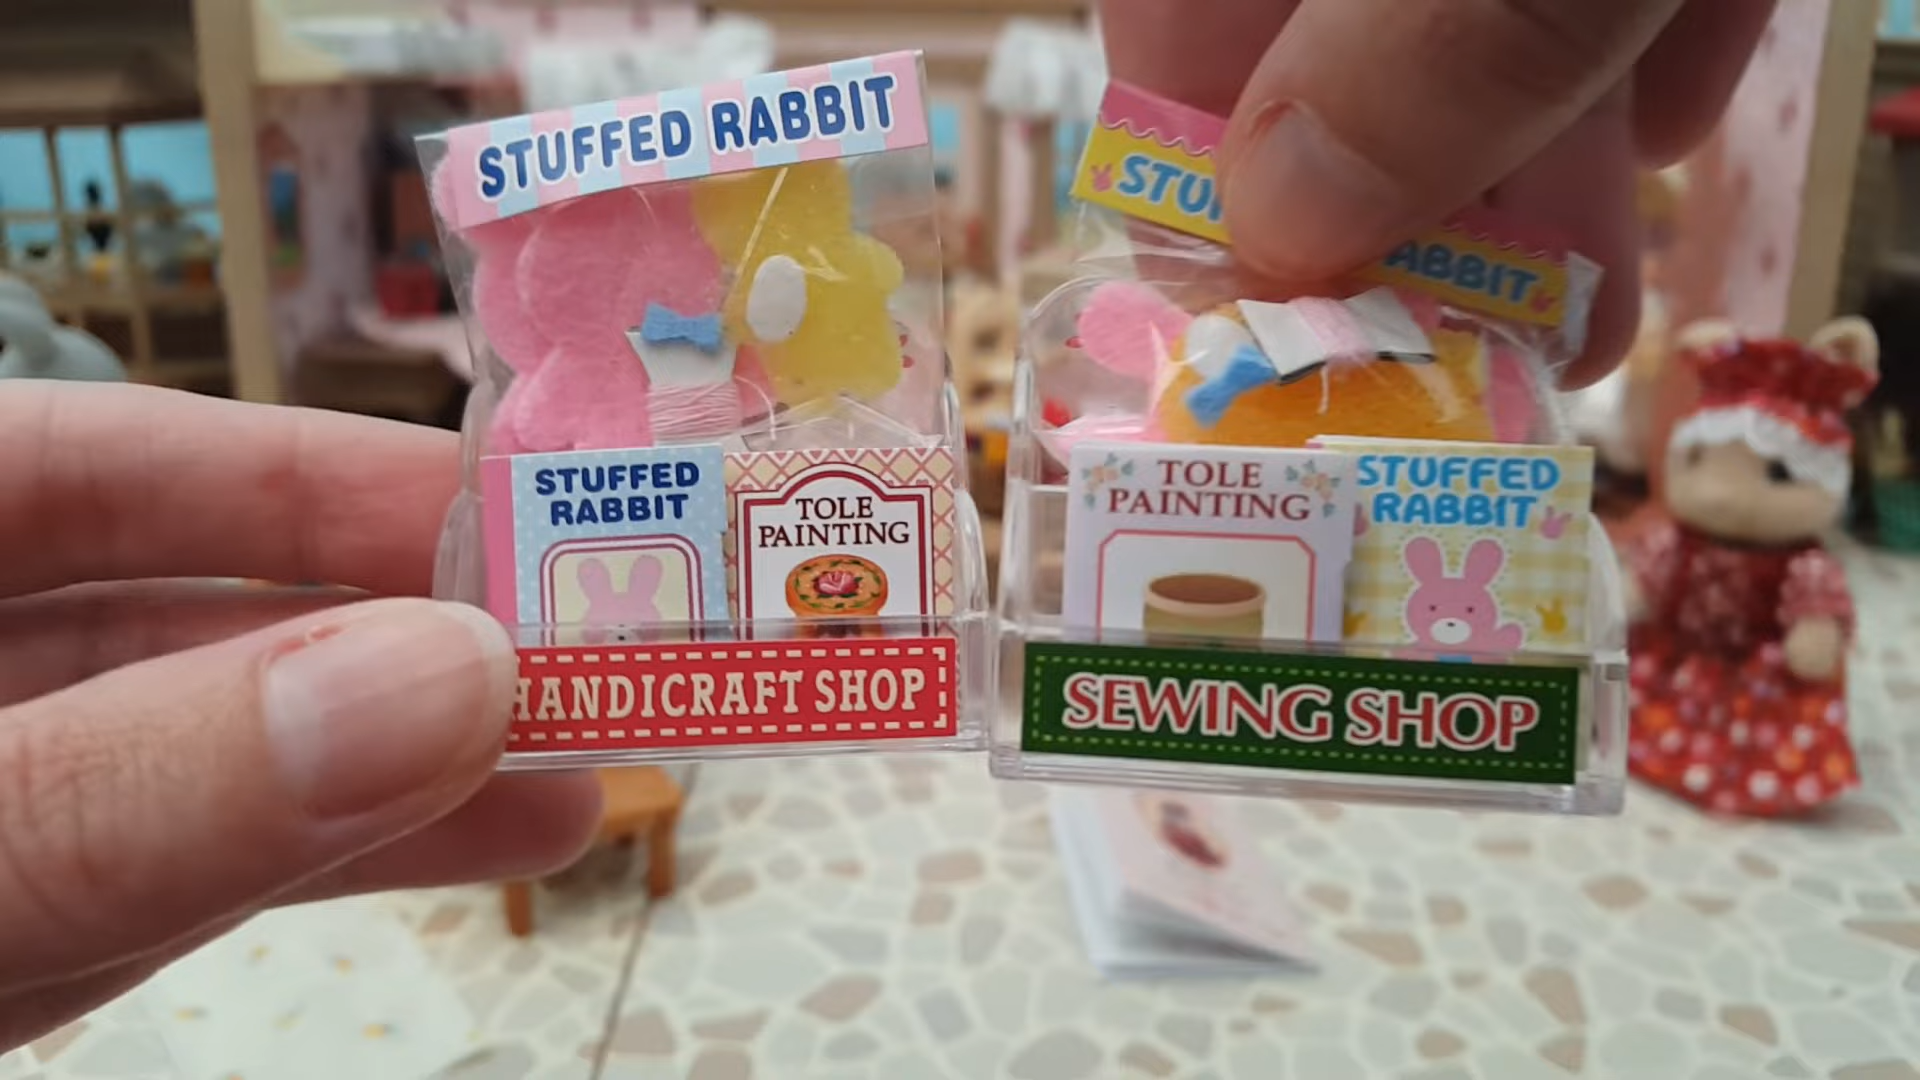 STUFFED RABBIT
STUFFED
RABBIT
TOLE
PAINTING
HANDICRAFT SHOP
TOLE
PAINTING
STUFFED
RABBIT
SEWING SHOP